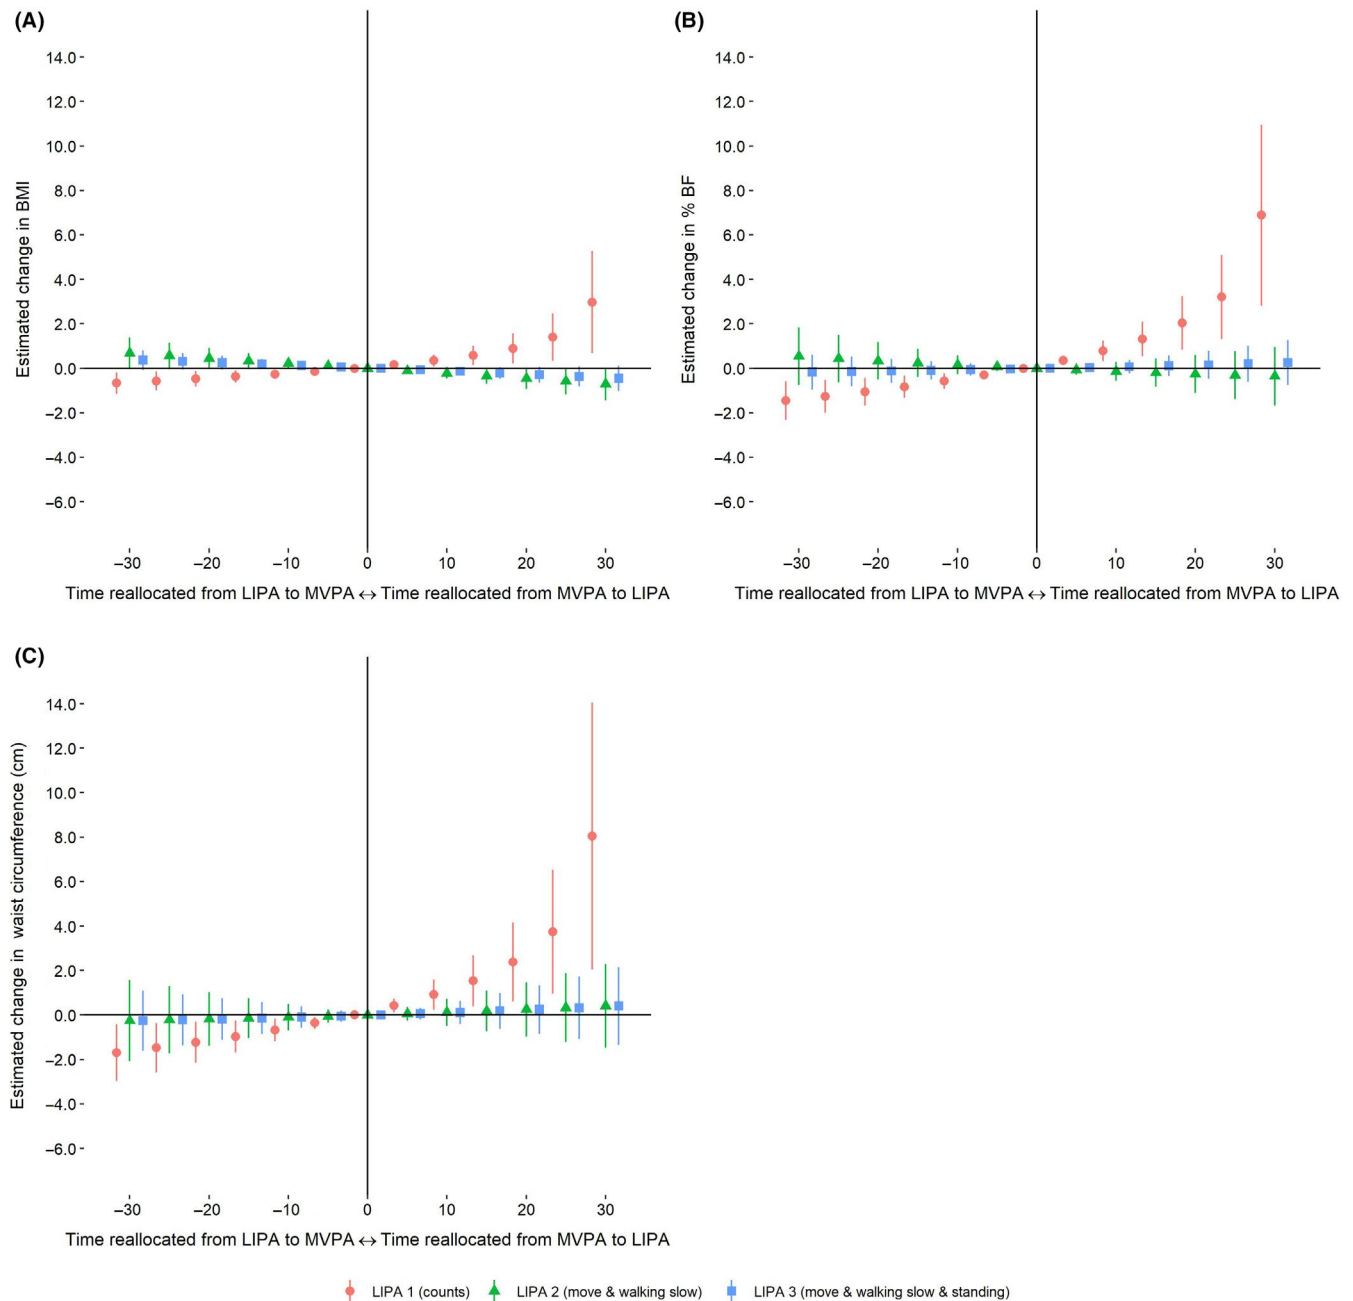 (A)
Estimated change in BMI
14.0
12.0
10.0
8.0
6.0
4.0
2.0
0.0
–2.0
–4.0
–6.0
–30 –20 –10 0 10 20 30
Time reallocated from LIPA to MVPA ↔ Time reallocated from MVPA to LIPA
(B)
Estimated change in % BF
14.0
12.0
10.0
8.0
6.0
4.0
2.0
0.0
–2.0
–4.0
–6.0
–30 –20 –10 0 10 20 30
Time reallocated from LIPA to MVPA ↔ Time reallocated from MVPA to LIPA
(C)
Estimated change in waist circumference (cm)
14.0
12.0
10.0
8.0
6.0
4.0
2.0
0.0
–2.0
–4.0
–6.0
–30 –20 –10 0 10 20 30
Time reallocated from LIPA to MVPA ↔ Time reallocated from MVPA to LIPA
LIPA 1 (counts) LIPA 2 (move & walking slow) LIPA 3 (move & walking slow & standing)